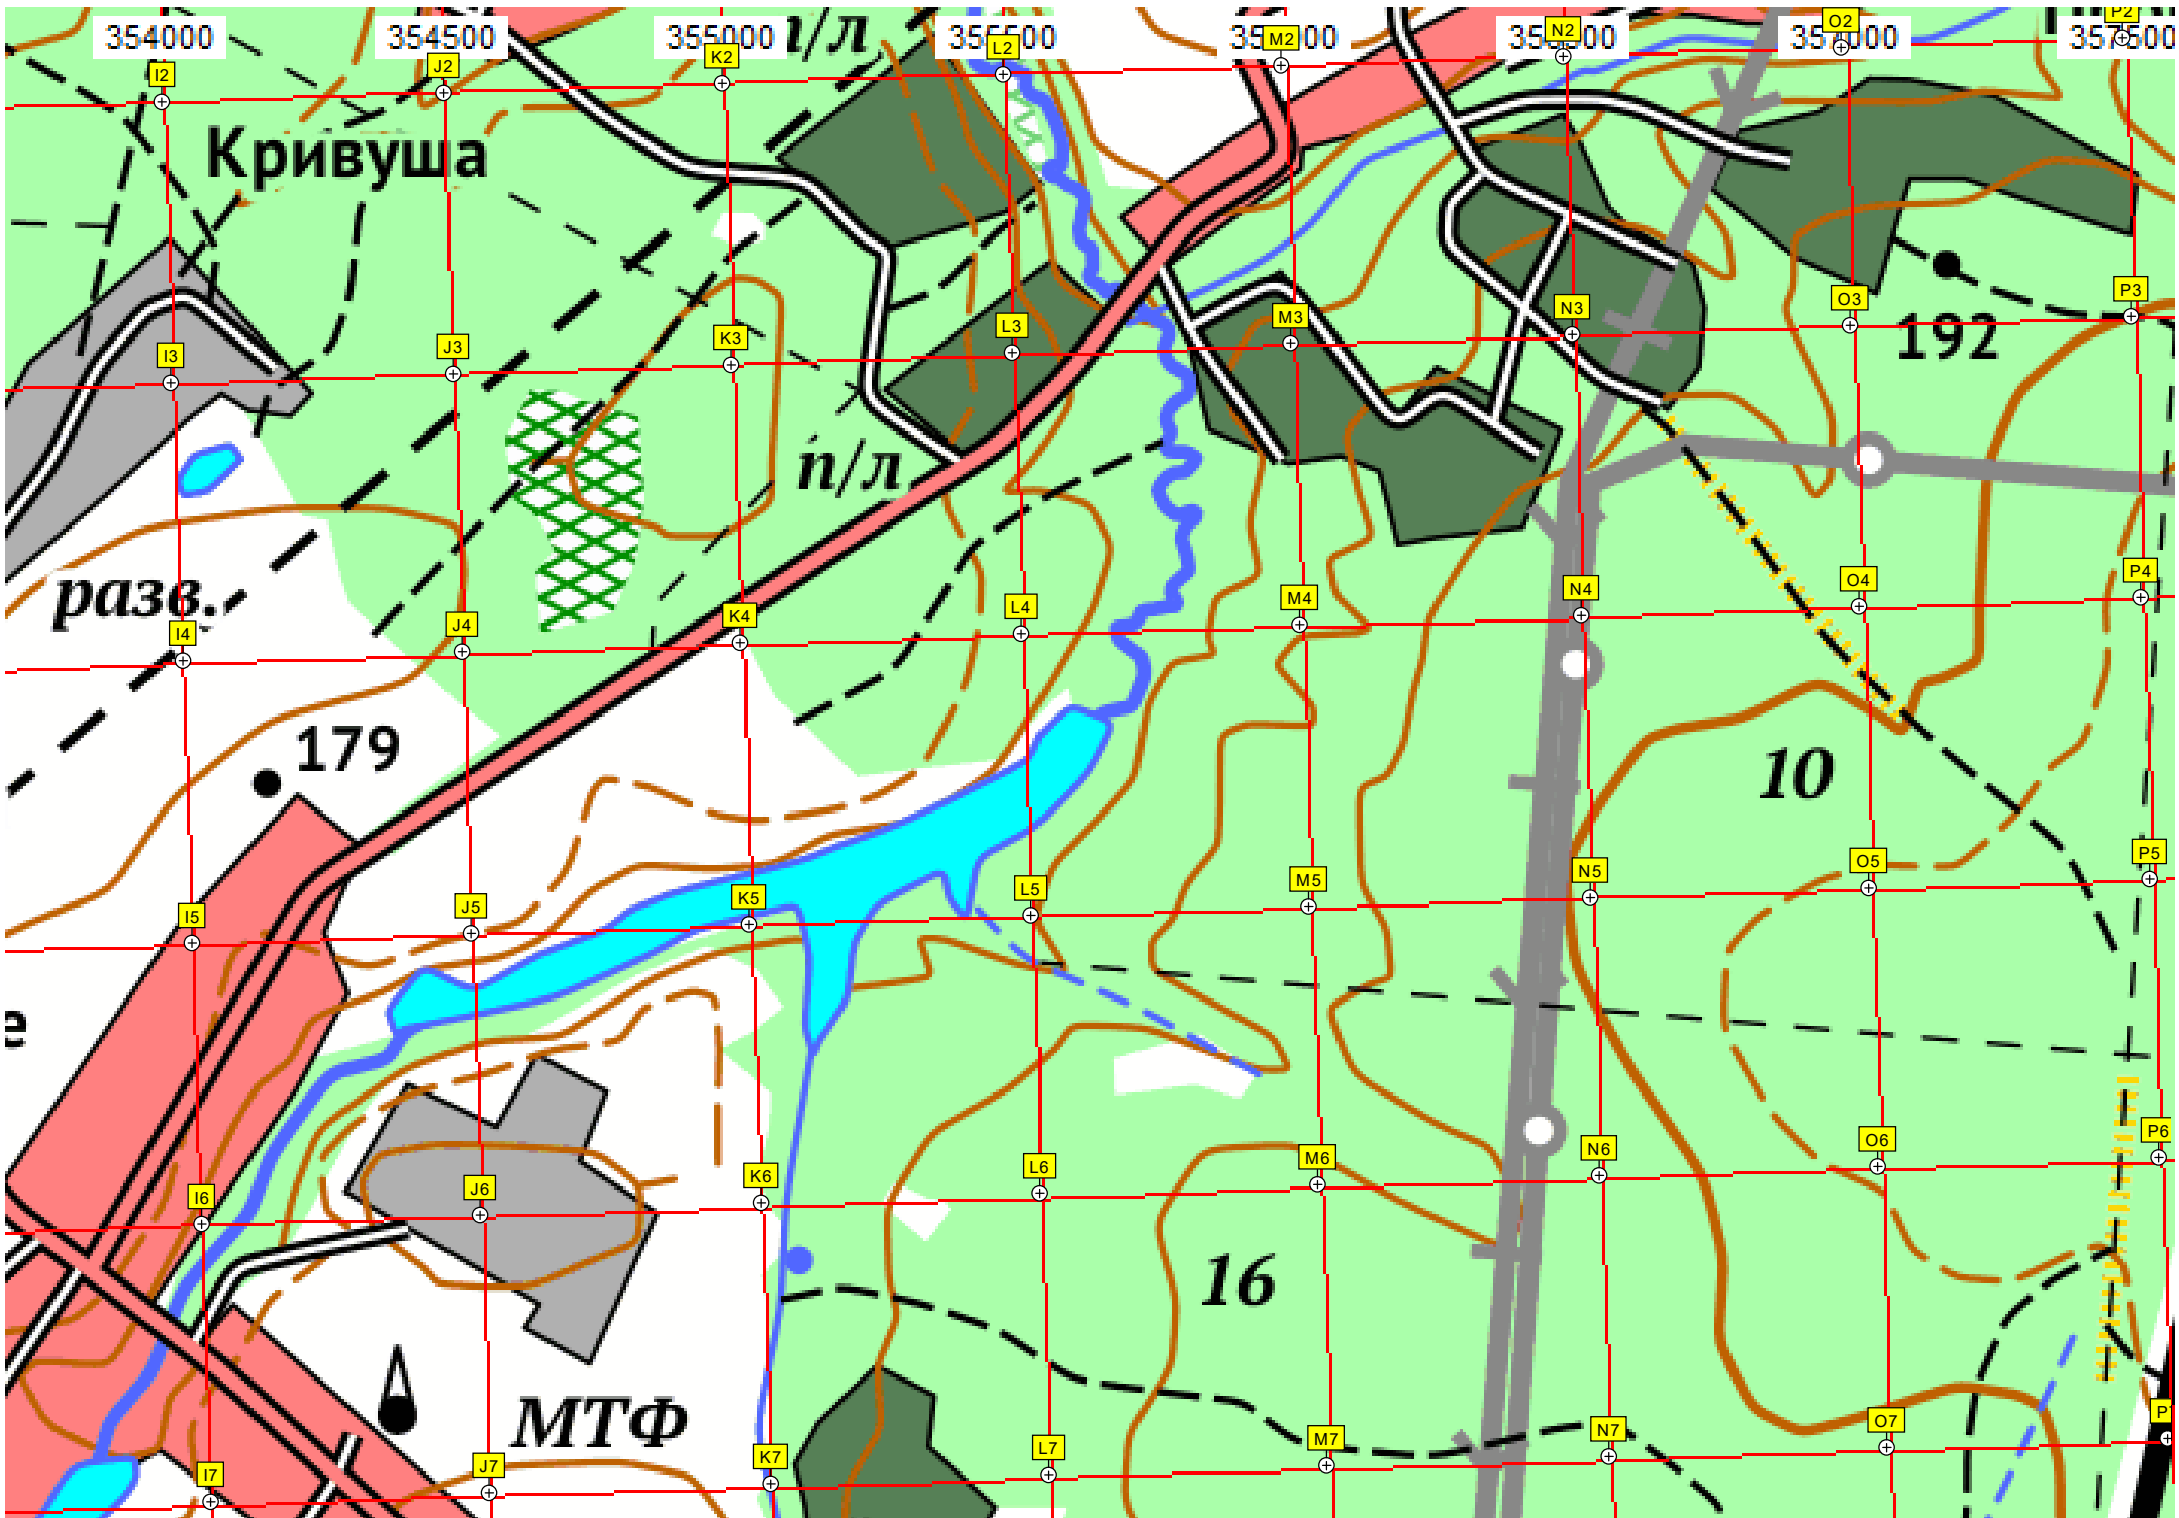 354000 354500 355000
I2 J2 K2 L2 M2 N2 O2 P2
п/л
Кривуша
I3 J3 K3 L3 M3 N3 O3 P3
192
п/л
разв.
I4 J4 K4 L4 M4 N4 O4 P4
179
10
I5 J5 K5 L5 M5 N5 O5 P5
е
I6 J6 K6 L6 M6 N6 O6 P6
16
МТФ
I7 J7 K7 L7 M7 N7 O7